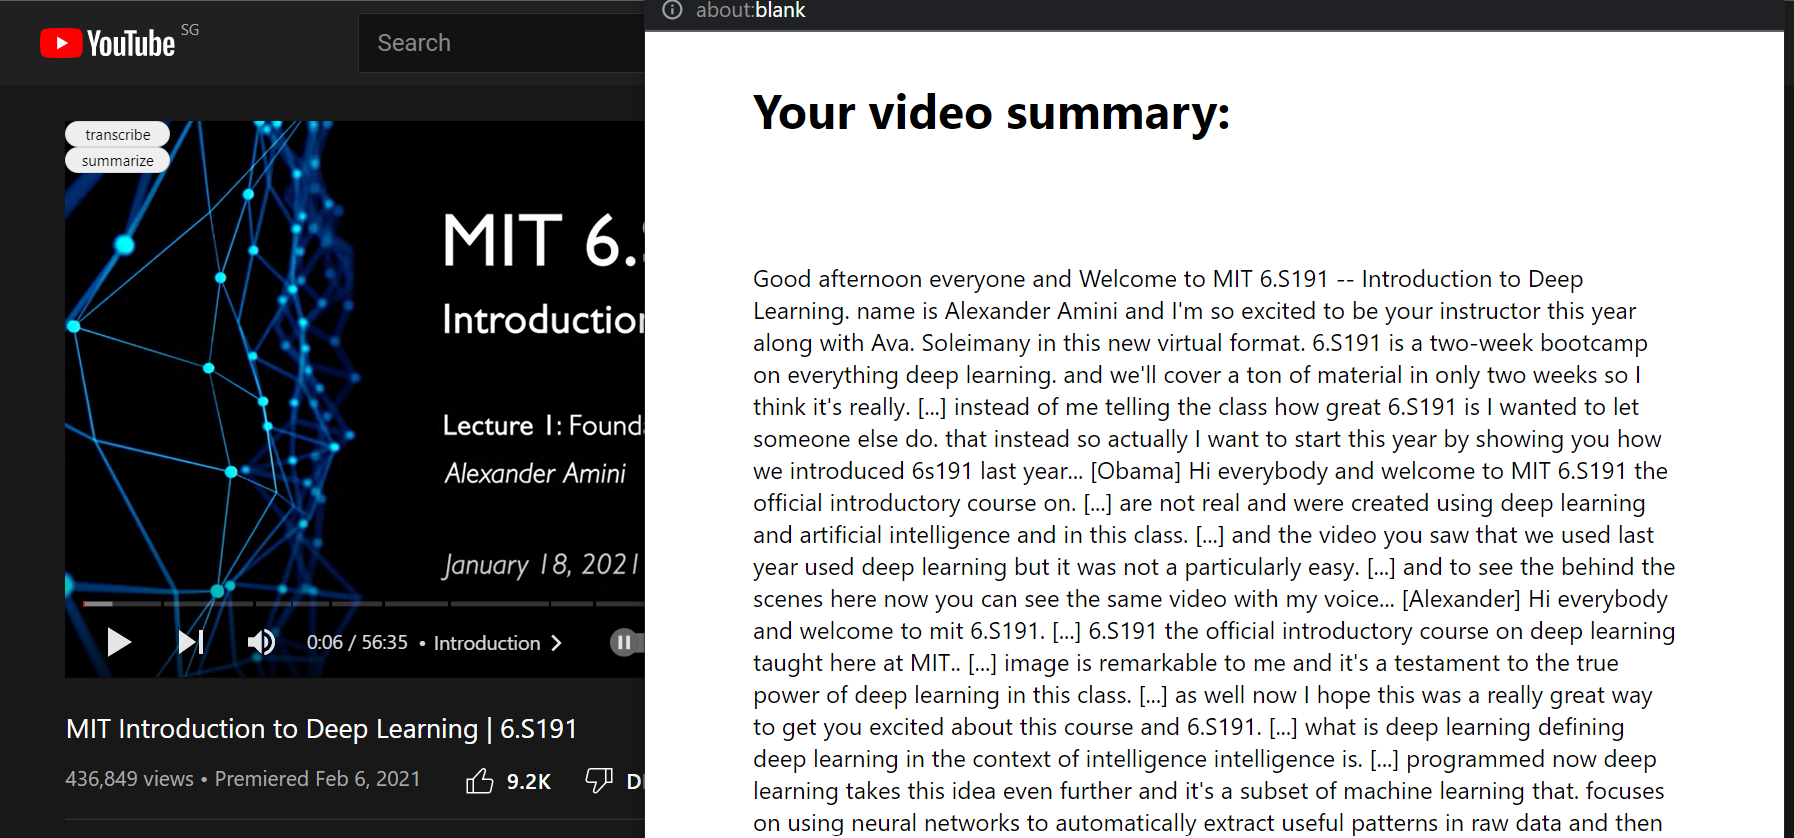 YouTube SG
Search
about:blank
transcribe
summarize
MIT 6.
Introduction
Lecture 1: Founda
Alexander Amini
January 18, 2021
0:06 / 56:35 • Introduction
MIT Introduction to Deep Learning | 6.S191
436,849 views • Premiered Feb 6, 2021
9.2K
Your video summary:
Good afternoon everyone and Welcome to MIT 6.S191 -- Introduction to Deep
Learning. name is Alexander Amini and I'm so excited to be your instructor this year
along with Ava. Soleimany in this new virtual format. 6.S191 is a two-week bootcamp
on everything deep learning. and we'll cover a ton of material in only two weeks so I
think it's really. [...] instead of me telling the class how great 6.S191 is I wanted to let
someone else do. that instead so actually I want to start this year by showing you how
we introduced 6s191 last year... [Obama] Hi everybody and welcome to MIT 6.S191 the
official introductory course on. [...] are not real and were created using deep learning
and artificial intelligence and in this class. [...] and the video you saw that we used last
year used deep learning but it was not a particularly easy. [...] and to see the behind the
scenes here now you can see the same video with my voice... [Alexander] Hi everybody
and welcome to mit 6.S191. [...] 6.S191 the official introductory course on deep learning
taught here at MIT.. [...] image is remarkable to me and it's a testament to the true
power of deep learning in this class. [...] as well now I hope this was a really great way
to get you excited about this course and 6.S191. [...] what is deep learning defining
deep learning in the context of intelligence intelligence is. [...] programmed now deep
learning takes this idea even further and it's a subset of machine learning that. focuses
on using neural networks to automatically extract useful patterns in raw data and then